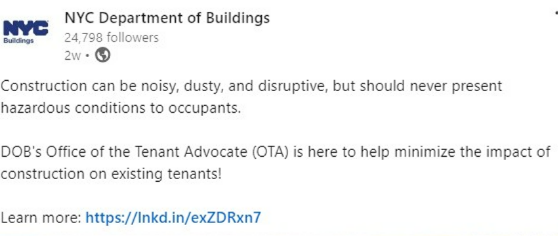 NYC
Buildings
NYC Department of Buildings
24,798 followers
2w •
Construction can be noisy, dusty, and disruptive, but should never present
hazardous conditions to occupants.
DOB's Office of the Tenant Advocate (OTA) is here to help minimize the impact of
construction on existing tenants!
Learn more: https://lnkd.in/exZDRxn7